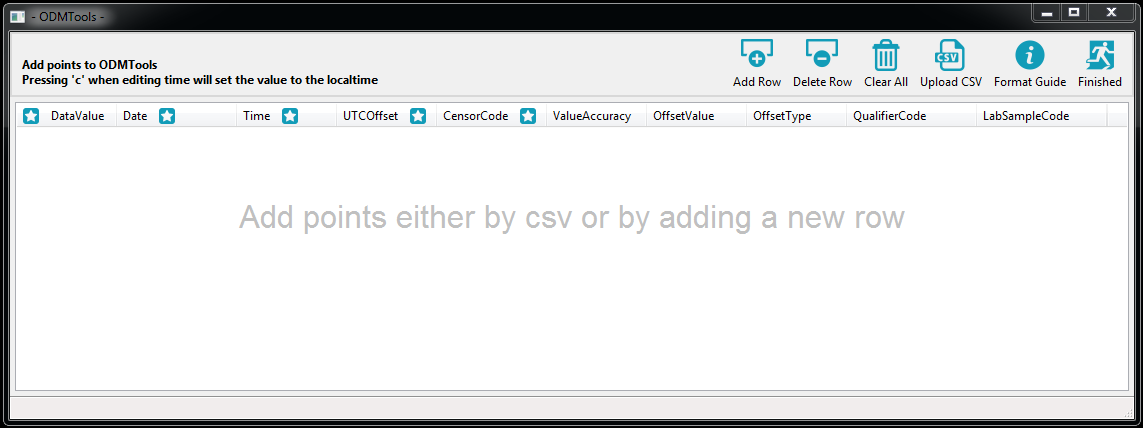 - ODMTools -
Add points to ODMTools
Pressing 'c' when editing time will set the value to the localtime
Add Row Delete Row Clear All Upload CSV Format Guide Finished
CSV
DataValue Date Time UTCOffset CensorCode ValueAccuracy OffsetValue OffsetType QualifierCode LabSampleCode
Add points either by csv or by adding a new row